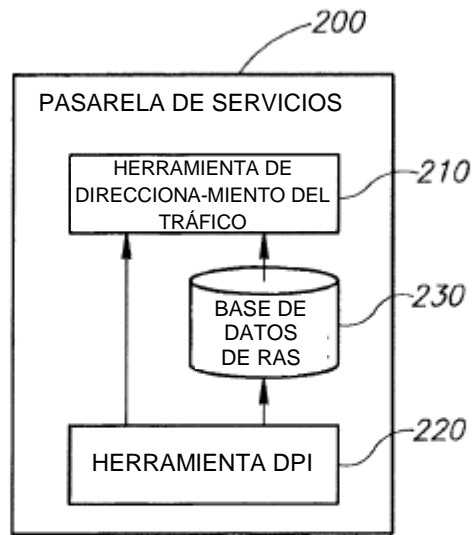 200
PASARELA DE SERVICIOS
HERRAMIENTA DE
DIRECCIONA-MIENTO DEL
TRÁFICO
210
BASE DE
DATOS
DE RAS
230
HERRAMIENTA DPI
220